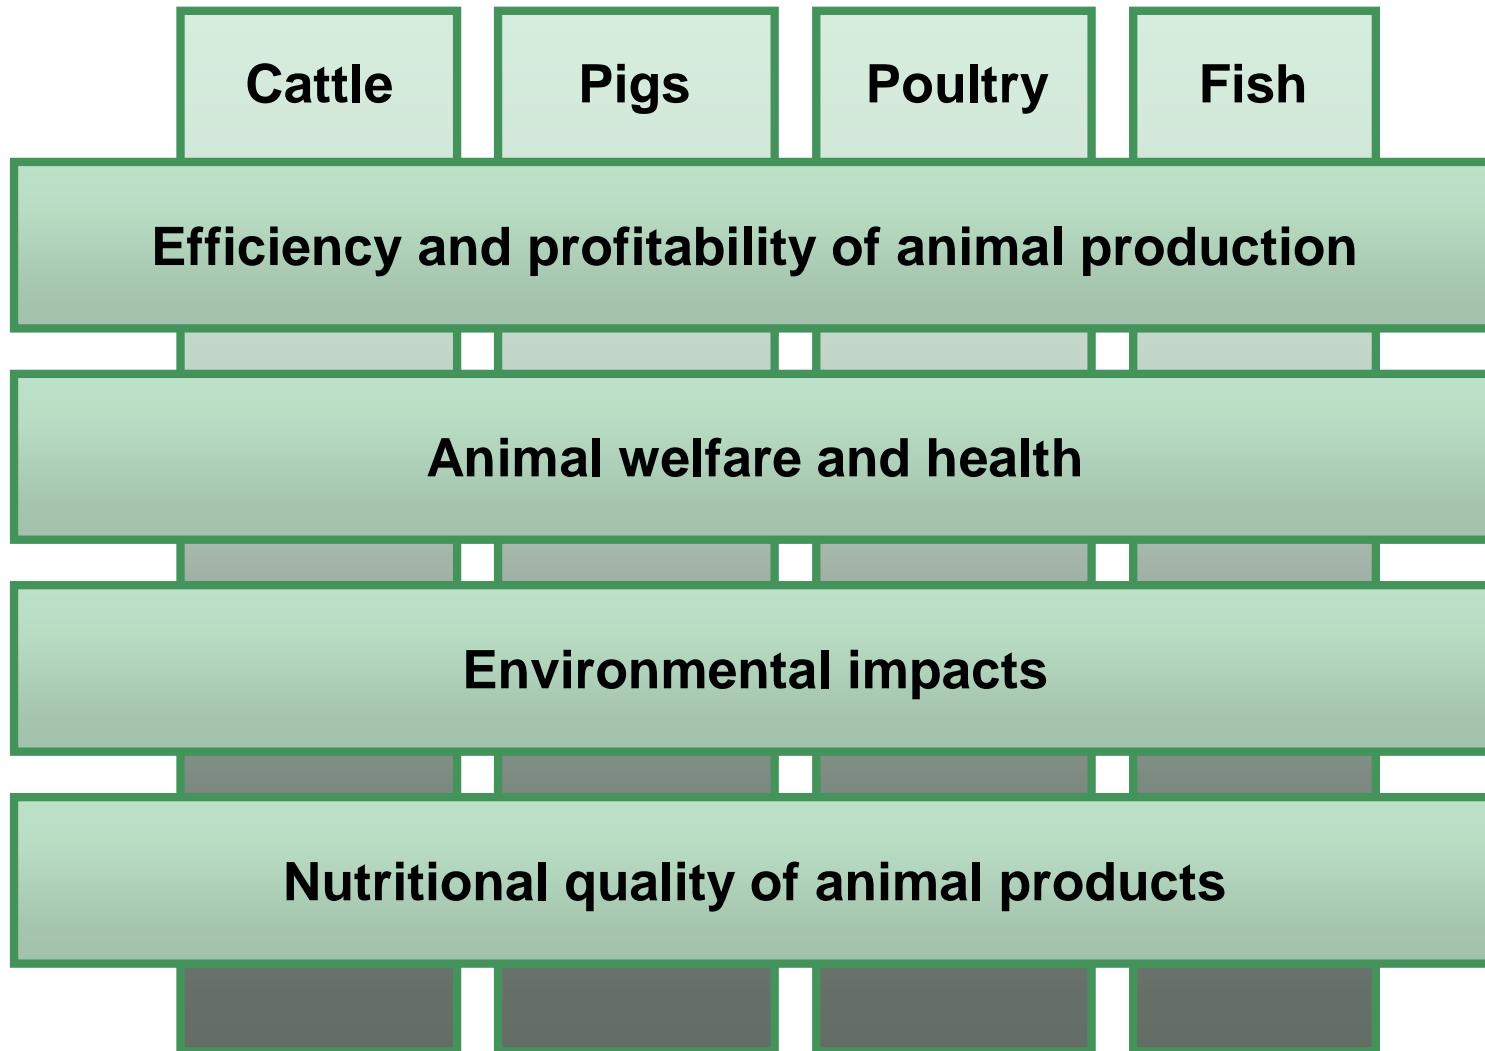 Cattle
Pigs
Poultry
Fish
Efficiency and profitability of animal production
Animal welfare and health
Environmental impacts
Nutritional quality of animal products